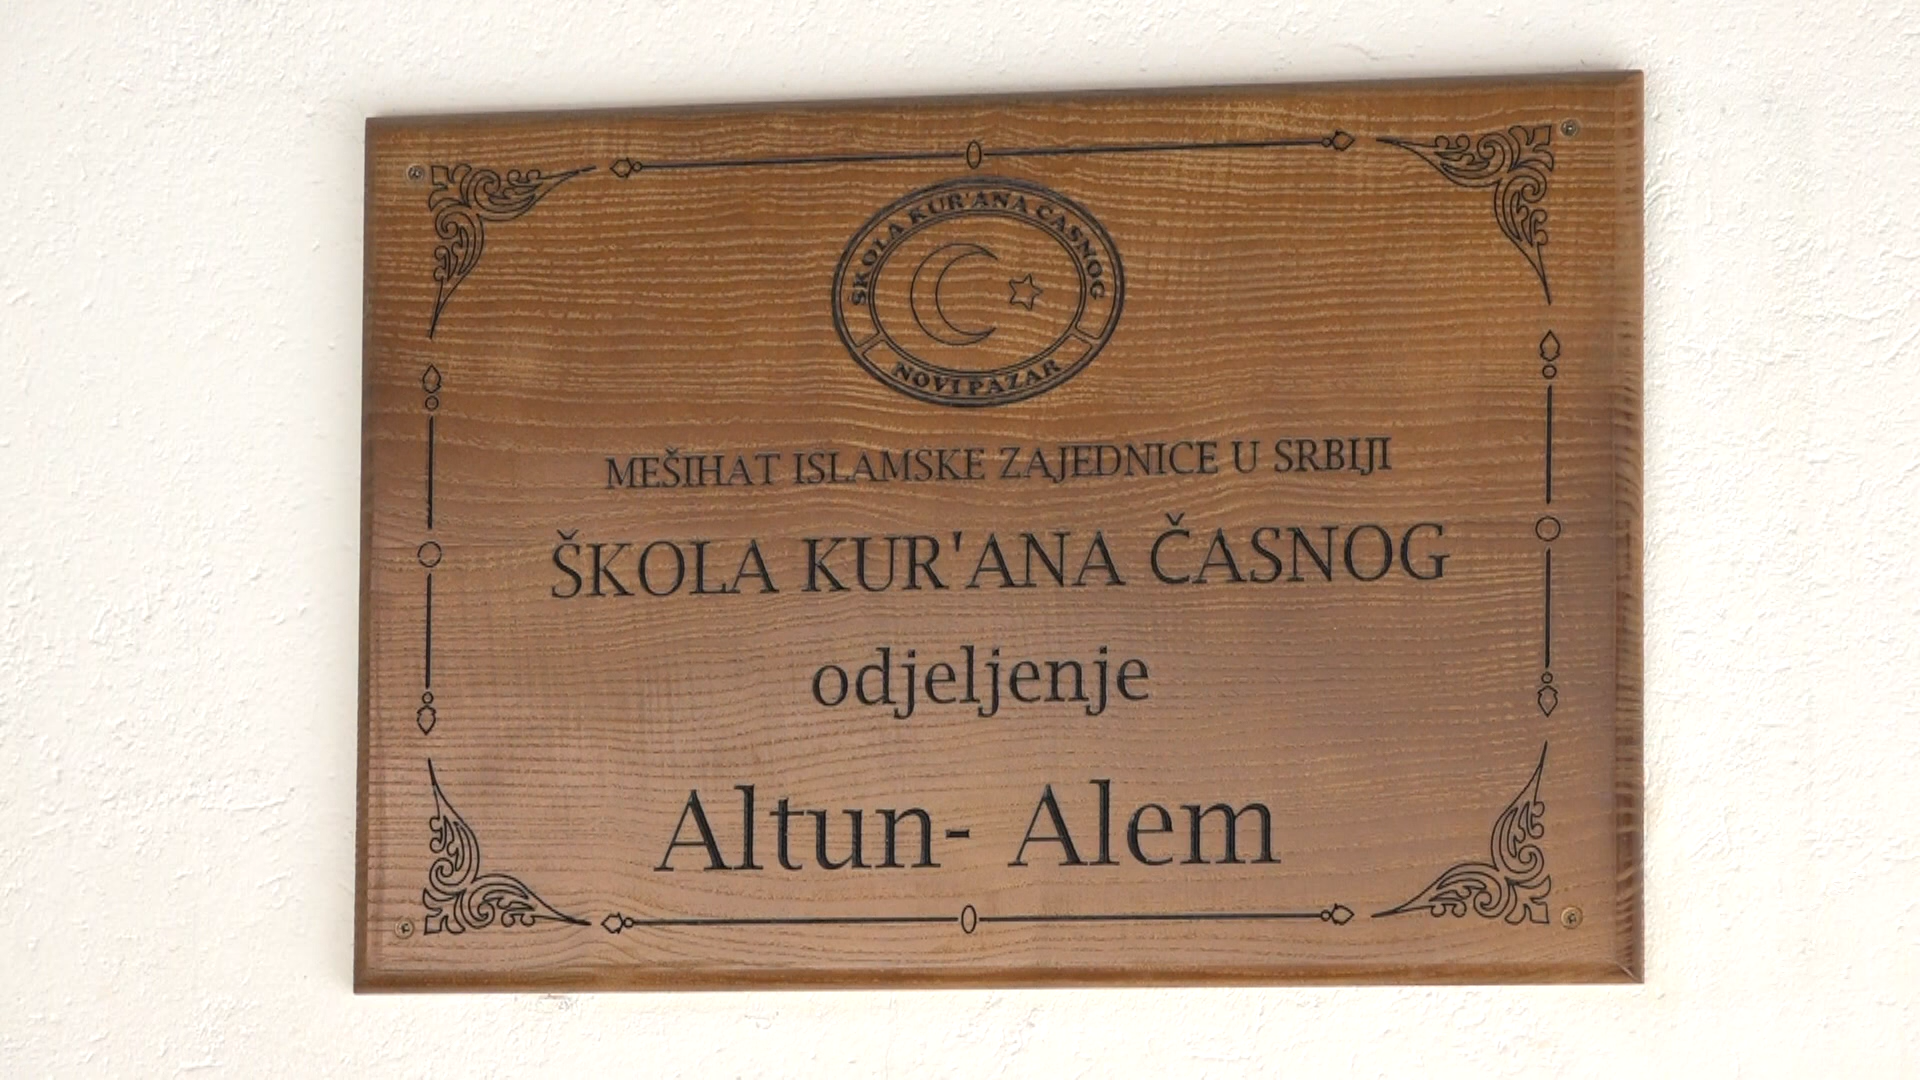 ŠKOLA KUR'ANA ČASNOG
NOVI PAZAR
MEŠIHAT ISLAMSKE ZAJEDNICE U SRBIJI
ŠKOLA KUR'ANA ČASNOG
odjeljenje
Altun- Alem